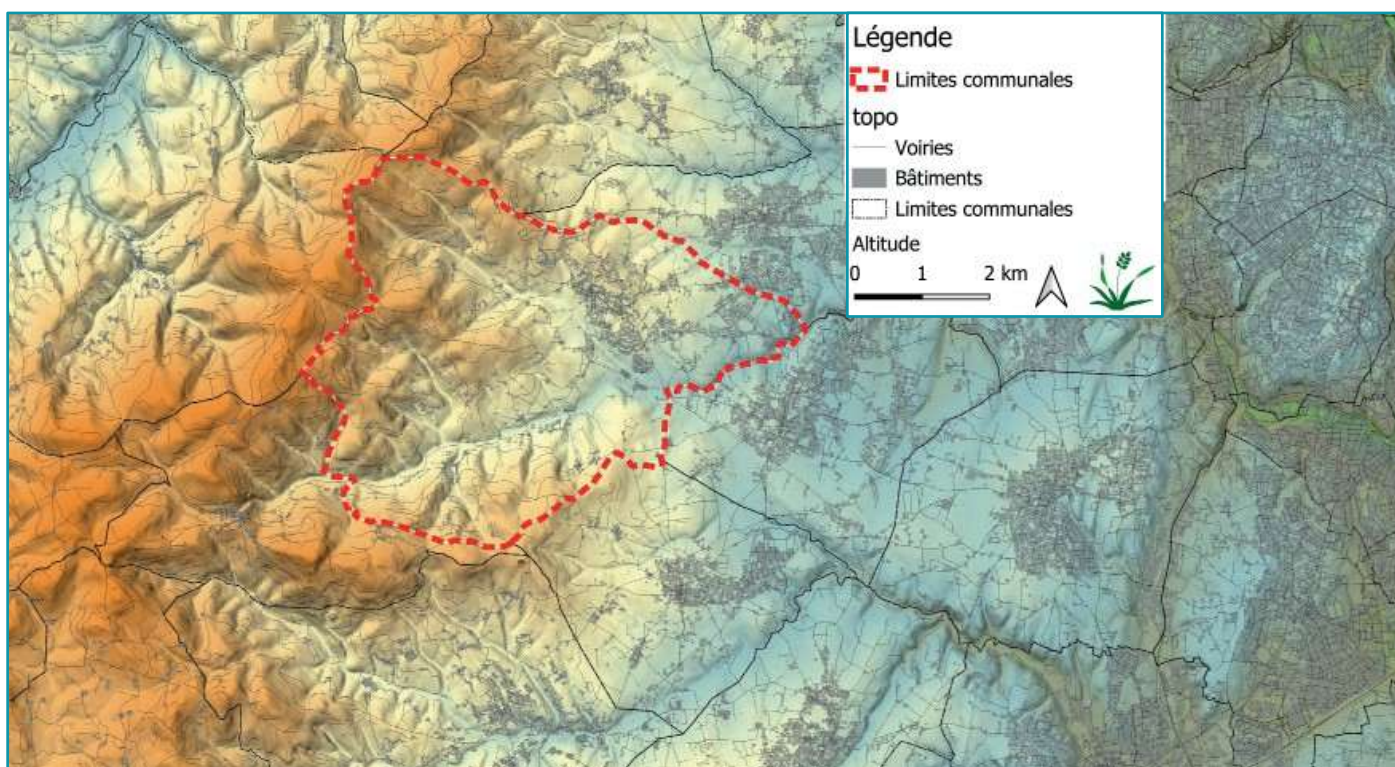 Légende
Limites communales
topo
Voiries
Bâtiments
Limites communales
Altitude
0 1 2 km